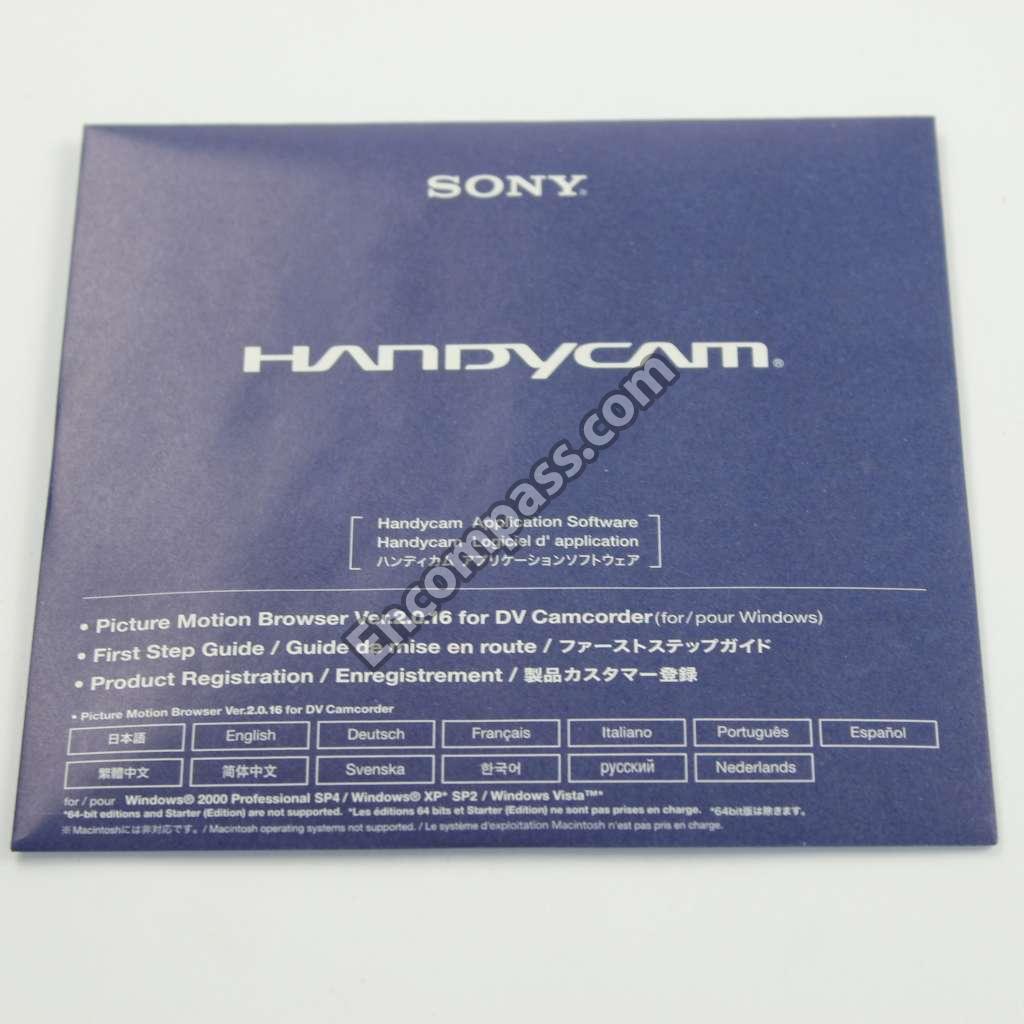 SONY®
HANDYCAM®
Handycam Application Software
Handycam Logiciel d' application
ハンディカム アプリケーションソフトウェア
• Picture Motion Browser Ver.2.0.16 for DV Camcorder (for/pour Windows)
• First Step Guide / Guide de mise en route / ファーストステップガイド
• Product Registration / Enregistrement / 製品カスタマー登録
• Picture Motion Browser Ver.2.0.16 for DV Camcorder
日本語 English Deutsch Français Italiano Português Español
繁體中文 简体中文 Svenska 한국어 русский Nederlands
for / pour Windows® 2000 Professional SP4 / Windows® XP* SP2 / Windows Vista™*
*64-bit editions and Starter (Edition) are not supported. *Les éditions 64 bits et Starter (Edition) ne sont pas prises en charge. *64bit版は除きます。
※Macintoshには非対応です。/ Macintosh operating systems not supported. / Le système d'exploitation Macintosh n'est pas pris en charge.
Encompass.com